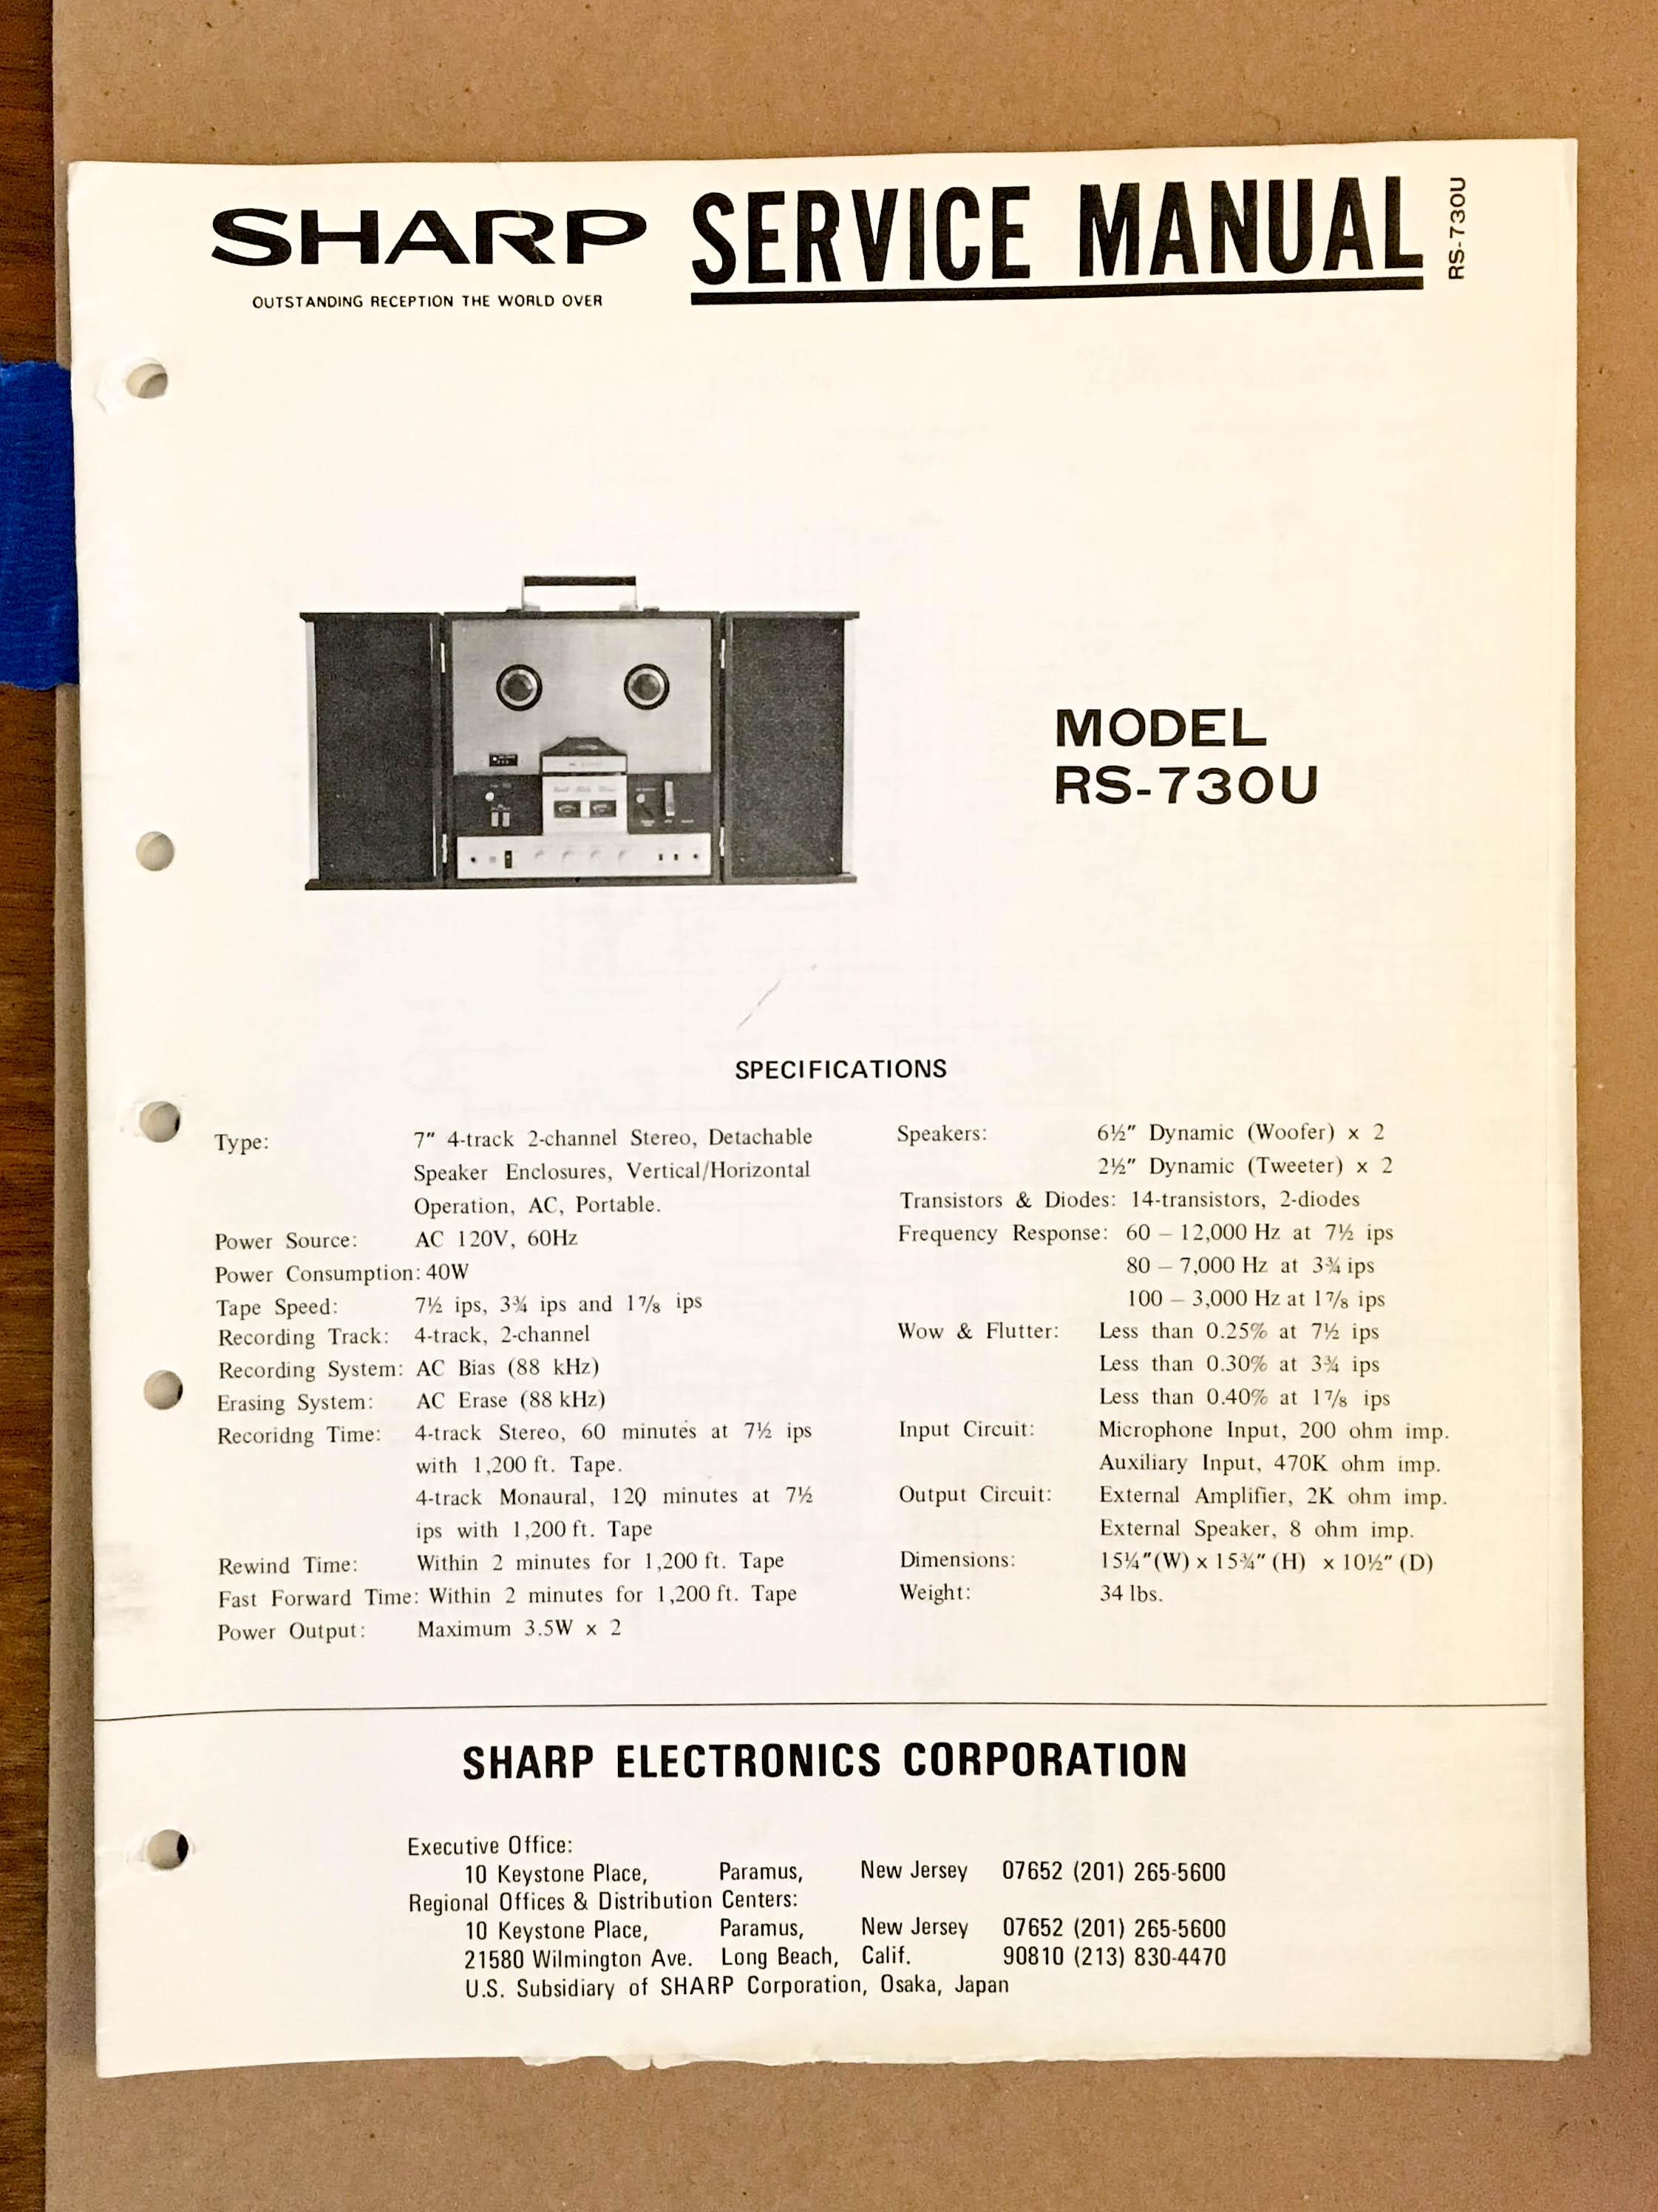 SHARP SERVICE MANUAL
RS-730U
OUTSTANDING RECEPTION THE WORLD OVER
MODEL
RS-730U
SPECIFICATIONS
Type: 7" 4-track 2-channel Stereo, Detachable
Speaker Enclosures, Vertical/Horizontal
Operation, AC, Portable.
Power Source: AC 120V, 60Hz
Power Consumption: 40W
Tape Speed: 7½ ips, 3¾ ips and 1⅞ ips
Recording Track: 4-track, 2-channel
Recording System: AC Bias (88 kHz)
Erasing System: AC Erase (88 kHz)
Recoridng Time: 4-track Stereo, 60 minutes at 7½ ips
with 1,200 ft. Tape.
4-track Monaural, 120 minutes at 7½
ips with 1,200 ft. Tape
Rewind Time: Within 2 minutes for 1,200 ft. Tape
Fast Forward Time: Within 2 minutes for 1,200 ft. Tape
Power Output: Maximum 3.5W x 2
Speakers: 6½" Dynamic (Woofer) x 2
2½" Dynamic (Tweeter) x 2
Transistors & Diodes: 14-transistors, 2-diodes
Frequency Response: 60 – 12,000 Hz at 7½ ips
80 – 7,000 Hz at 3¾ ips
100 – 3,000 Hz at 1⅞ ips
Wow & Flutter: Less than 0.25% at 7½ ips
Less than 0.30% at 3¾ ips
Less than 0.40% at 1⅞ ips
Input Circuit: Microphone Input, 200 ohm imp.
Auxiliary Input, 470K ohm imp.
Output Circuit: External Amplifier, 2K ohm imp.
External Speaker, 8 ohm imp.
Dimensions: 15¼"(W) x 15¾" (H) x 10½" (D)
Weight: 34 lbs.
SHARP ELECTRONICS CORPORATION
Executive Office:
10 Keystone Place, Paramus, New Jersey 07652 (201) 265-5600
Regional Offices & Distribution Centers:
10 Keystone Place, Paramus, New Jersey 07652 (201) 265-5600
21580 Wilmington Ave. Long Beach, Calif. 90810 (213) 830-4470
U.S. Subsidiary of SHARP Corporation, Osaka, Japan